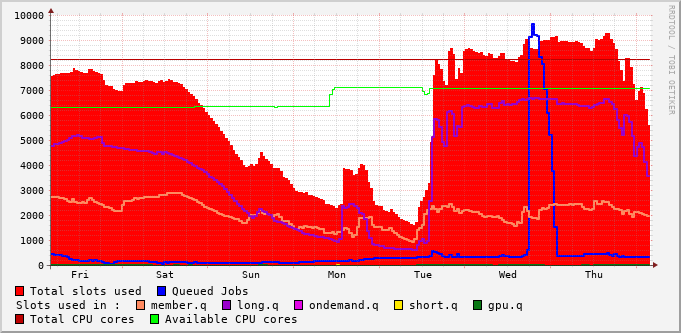 10000
9000
8000
7000
6000
5000
4000
3000
2000
1000
0
Fri Sat Sun Mon Tue Wed Thu
RRDTOOL / TOBI OETIKER
Total slots used Queued Jobs
Slots used in : member.q long.q ondemand.q short.q gpu.q
Total CPU cores Available CPU cores